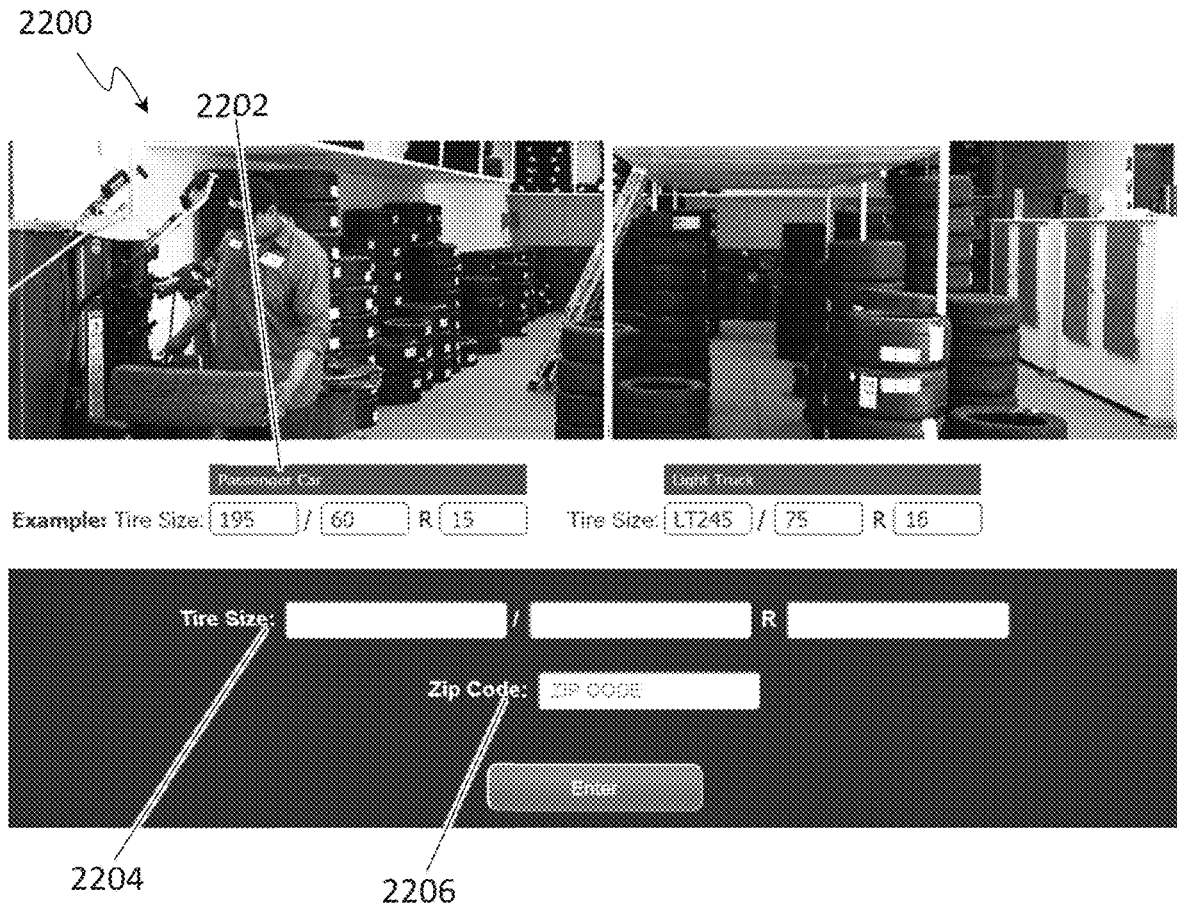 2200
2202
Passenger Car
Light Truck
Example: Tire Size: 195 / 60 R 15
Tire Size: LT245 / 75 R 16
Tire Size: / R
Zip Code: ZIP CODE
Enter
2204
2206